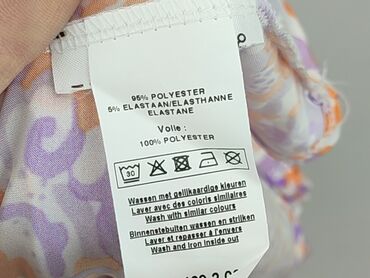 95% POLYESTER
5% ELASTAAN/ELASTHANNE
ELASTANE
Voile :
100% POLYESTER
30
Wassen met gelijkaardige kleuren
Laver avec des coloris similaires
Wash with similar colours
Binnenstebuiten wassen en strijken
Laver et repasser à l'envers
Wash and iron inside out